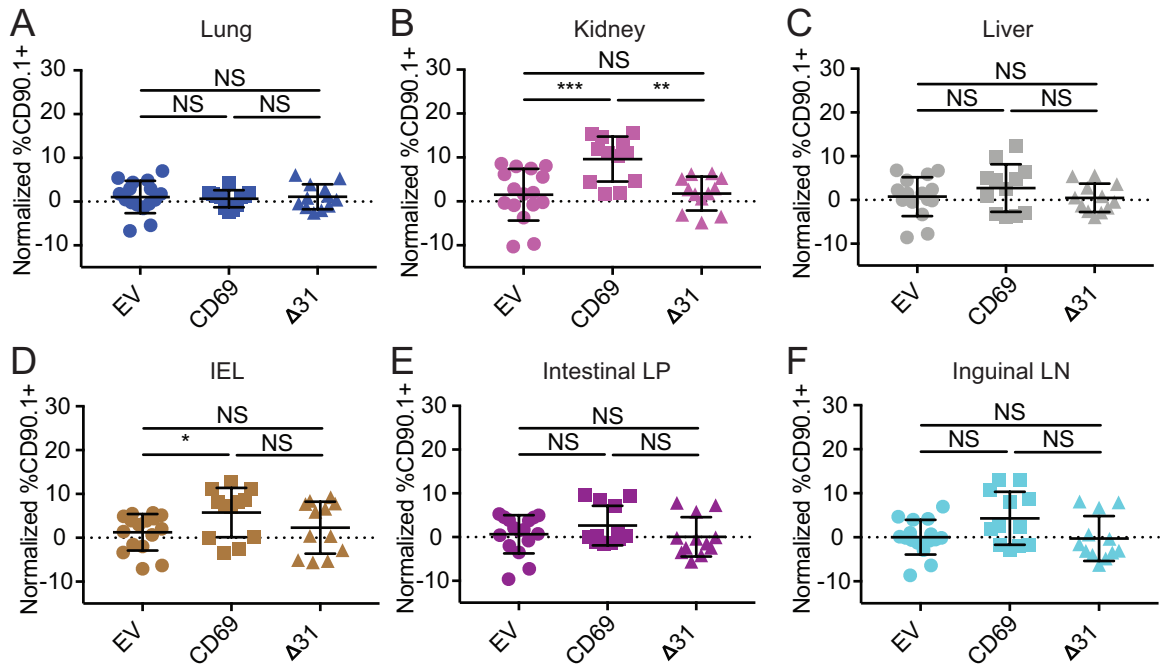 A
Lung
Normalized %CD90.1+
30
20
10
0
-10
NS
NS
NS
EV
CD69
Δ31
B
Kidney
Normalized %CD90.1+
30
20
10
0
-10
NS
***
**
EV
CD69
Δ31
C
Liver
Normalized %CD90.1+
30
20
10
0
-10
NS
NS
NS
EV
CD69
Δ31
D
IEL
Normalized %CD90.1+
30
20
10
0
-10
NS
*
NS
EV
CD69
Δ31
E
Intestinal LP
Normalized %CD90.1+
30
20
10
0
-10
NS
NS
NS
EV
CD69
Δ31
F
Inguinal LN
Normalized %CD90.1+
30
20
10
0
-10
NS
NS
NS
EV
CD69
Δ31